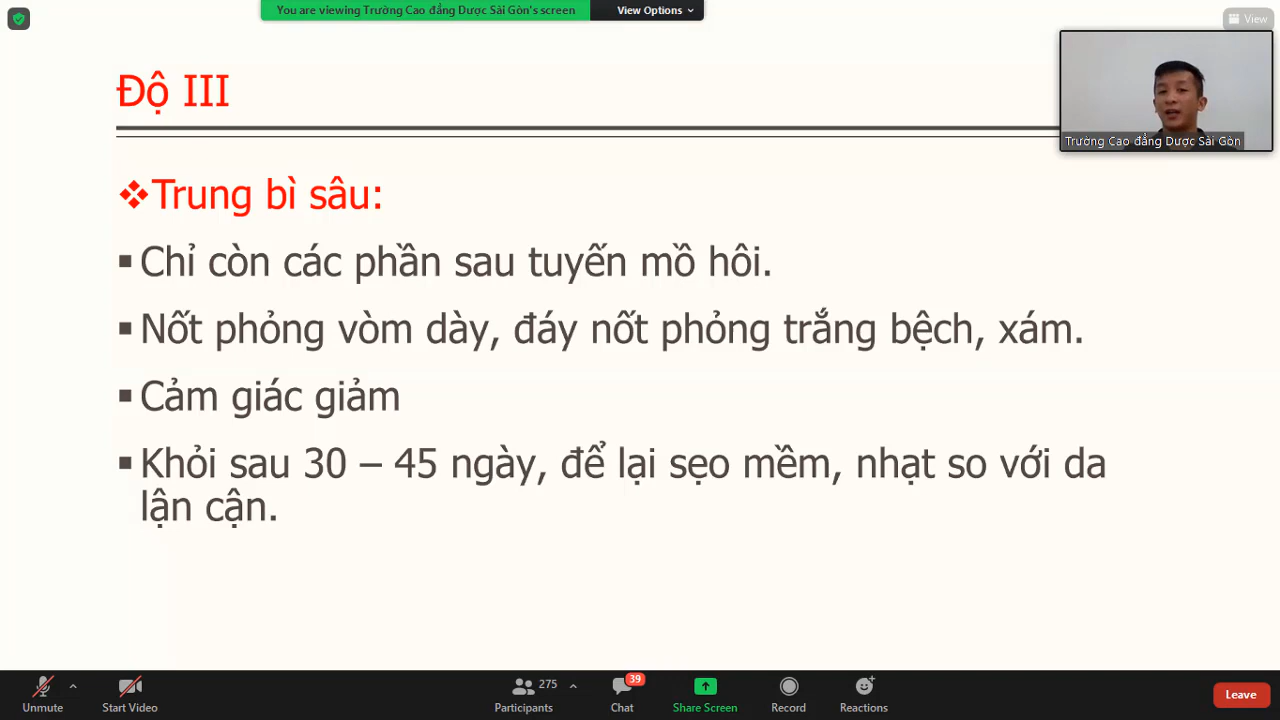 You are viewing Trường Cao đẳng Dược Sài Gòn's screen
View Options
View
Độ III
Trường Cao đẳng Dược Sài Gòn
Trung bì sâu:
Chỉ còn các phần sau tuyến mồ hôi.
Nốt phỏng vòm dày, đáy nốt phỏng trắng bệch, xám.
Cảm giác giảm
Khỏi sau 30 – 45 ngày, để lại sẹo mềm, nhạt so với da
lận cận.
275
39
Unmute
Start Video
Participants
Chat
Share Screen
Record
Reactions
Leave